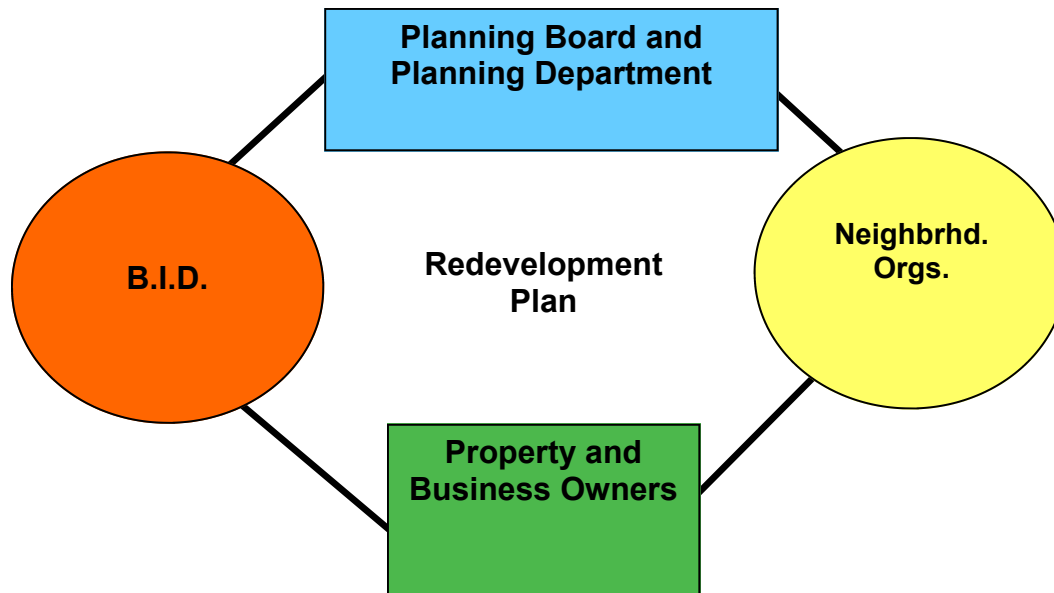 Planning Board and
Planning Department
B.I.D.
Redevelopment
Plan
Neighbrhd.
Orgs.
Property and
Business Owners